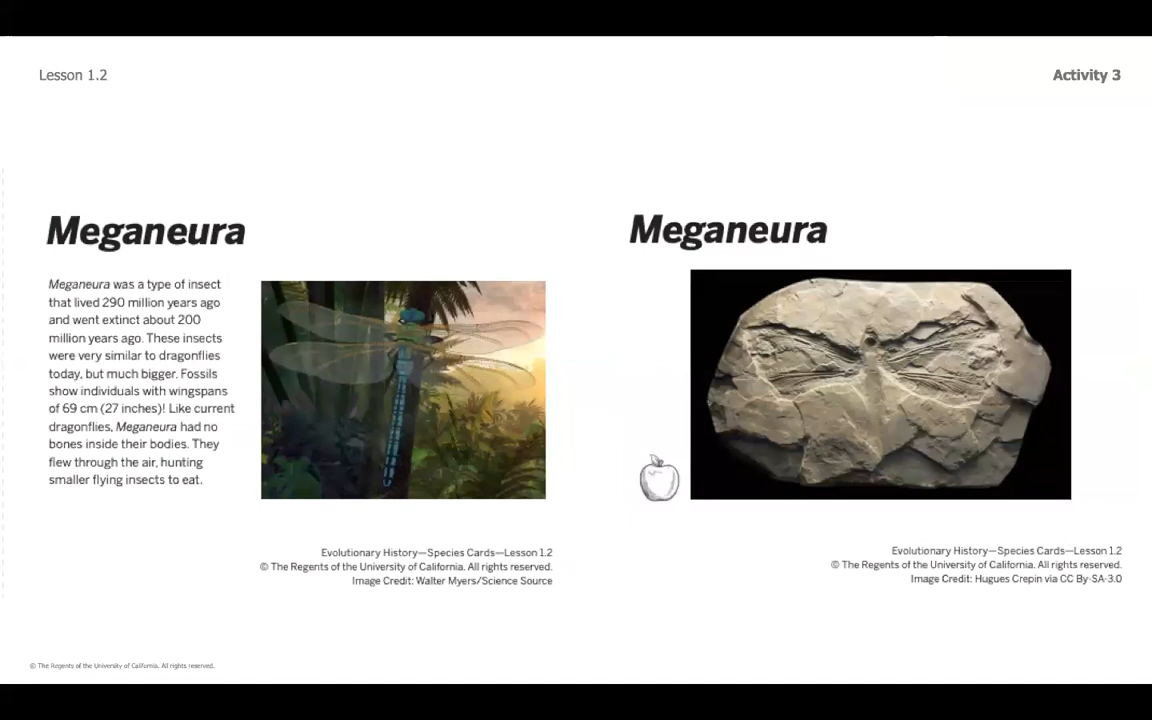 Lesson 1.2
Activity 3
Meganeura
Meganeura was a type of insect
that lived 290 million years ago
and went extinct about 200
million years ago. These insects
were very similar to dragonflies
today, but much bigger. Fossils
show individuals with wingspans
of 69 cm (27 inches)! Like current
dragonflies, Meganeura had no
bones inside their bodies. They
flew through the air, hunting
smaller flying insects to eat.
Evolutionary History—Species Cards—Lesson 1.2
© The Regents of the University of California. All rights reserved.
Image Credit: Walter Myers/Science Source
Meganeura
Evolutionary History—Species Cards—Lesson 1.2
© The Regents of the University of California. All rights reserved.
Image Credit: Hugues Crepin via CC By-SA-3.0
© The Regents of the University of California. All rights reserved.